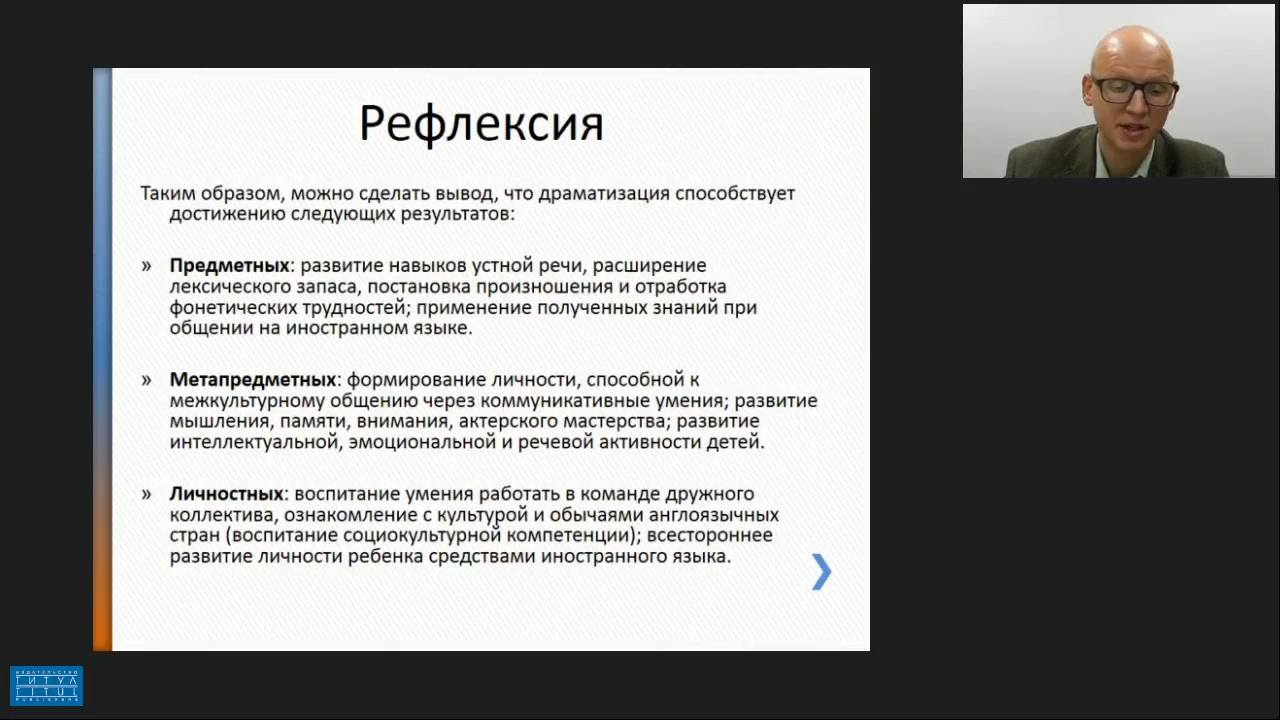 Рефлексия
Таким образом, можно сделать вывод, что драматизация способствует
достижению следующих результатов:
» Предметных: развитие навыков устной речи, расширение
лексического запаса, постановка произношения и отработка
фонетических трудностей; применение полученных знаний при
общении на иностранном языке.
» Метапредметных: формирование личности, способной к
межкультурному общению через коммуникативные умения; развитие
мышления, памяти, внимания, актерского мастерства; развитие
интеллектуальной, эмоциональной и речевой активности детей.
» Личностных: воспитание умения работать в команде дружного
коллектива, ознакомление с культурой и обычаями англоязычных
стран (воспитание социокультурной компетенции); всестороннее
развитие личности ребенка средствами иностранного языка.
ИЗДАТЕЛЬСТВО
ТИТУЛ
TITUL
PUBLISHERS